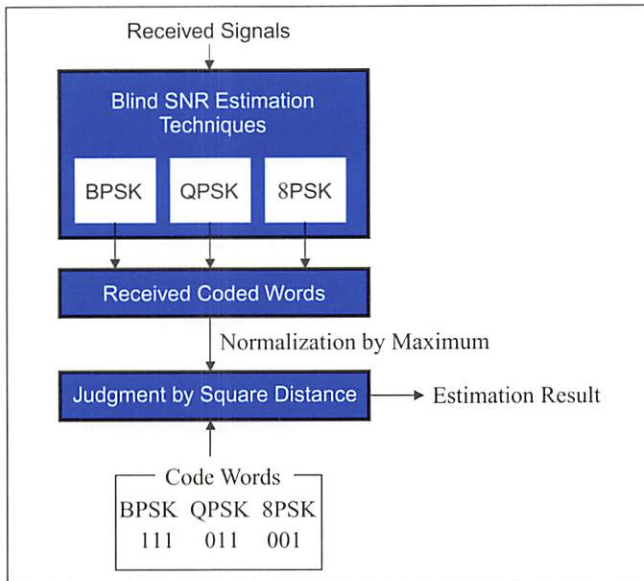 Received Signals
Blind SNR Estimation
Techniques
BPSK QPSK 8PSK
Received Coded Words
Normalization by Maximum
Judgment by Square Distance
Estimation Result
Code Words
BPSK QPSK 8PSK
111 011 001